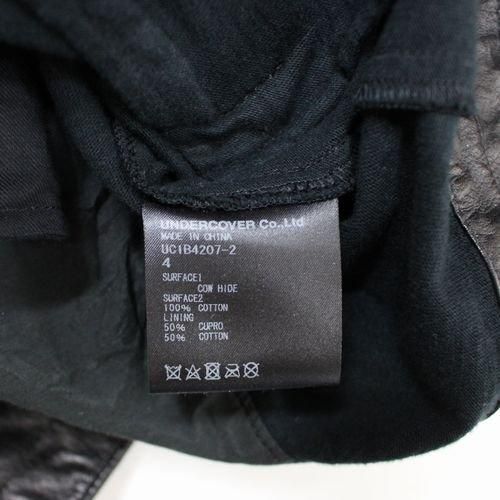 UNDERCOVER Co.,Ltd
MADE IN CHINA
UC1B4207-2
4
SURFACE1
COW HIDE
SURFACE2
100% COTTON
LINING
50% CUPRO
50% COTTON